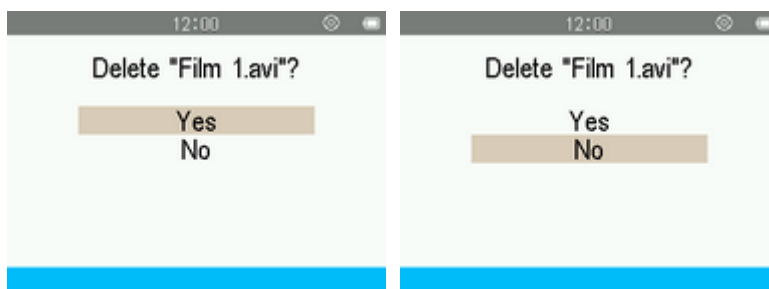 12:00
Delete "Film 1.avi"?
Yes
No
12:00
Delete "Film 1.avi"?
Yes
No